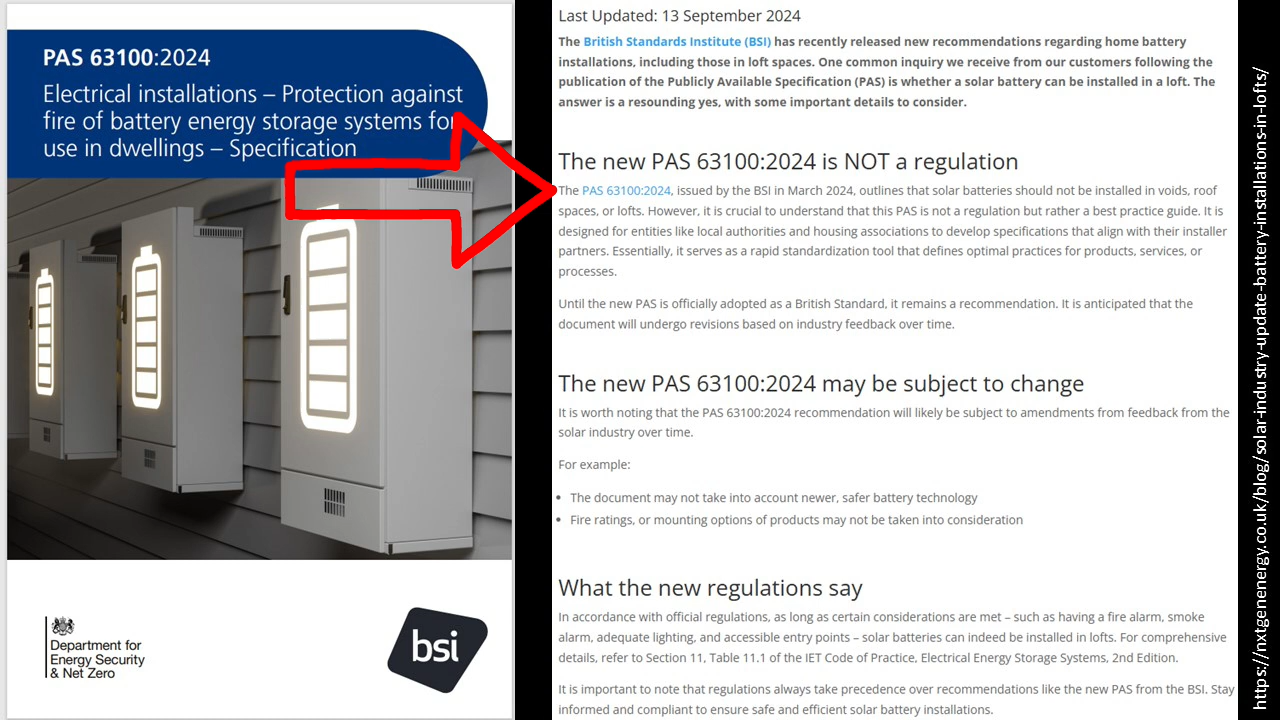 PAS 63100:2024
Electrical installations – Protection against
fire of battery energy storage systems for
use in dwellings – Specification
Department for
Energy Security
& Net Zero
bsi
Last Updated: 13 September 2024
The British Standards Institute (BSI) has recently released new recommendations regarding home battery
installations, including those in loft spaces. One common inquiry we receive from our customers following the
publication of the Publicly Available Specification (PAS) is whether a solar battery can be installed in a loft. The
answer is a resounding yes, with some important details to consider.
The new PAS 63100:2024 is NOT a regulation
The PAS 63100:2024, issued by the BSI in March 2024, outlines that solar batteries should not be installed in voids, roof
spaces, or lofts. However, it is crucial to understand that this PAS is not a regulation but rather a best practice guide. It is
designed for entities like local authorities and housing associations to develop specifications that align with their installer
partners. Essentially, it serves as a rapid standardization tool that defines optimal practices for products, services, or
processes.
Until the new PAS is officially adopted as a British Standard, it remains a recommendation. It is anticipated that the
document will undergo revisions based on industry feedback over time.
The new PAS 63100:2024 may be subject to change
It is worth noting that the PAS 63100:2024 recommendation will likely be subject to amendments from feedback from the
solar industry over time.
For example:
• The document may not take into account newer, safer battery technology
• Fire ratings, or mounting options of products may not be taken into consideration
What the new regulations say
In accordance with official regulations, as long as certain considerations are met – such as having a fire alarm, smoke
alarm, adequate lighting, and accessible entry points – solar batteries can indeed be installed in lofts. For comprehensive
details, refer to Section 11, Table 11.1 of the IET Code of Practice, Electrical Energy Storage Systems, 2nd Edition.
It is important to note that regulations always take precedence over recommendations like the new PAS from the BSI. Stay
informed and compliant to ensure safe and efficient solar battery installations.
https://nxtgenenergy.co.uk/blog/solar-industry-update-battery-installations-in-lofts/